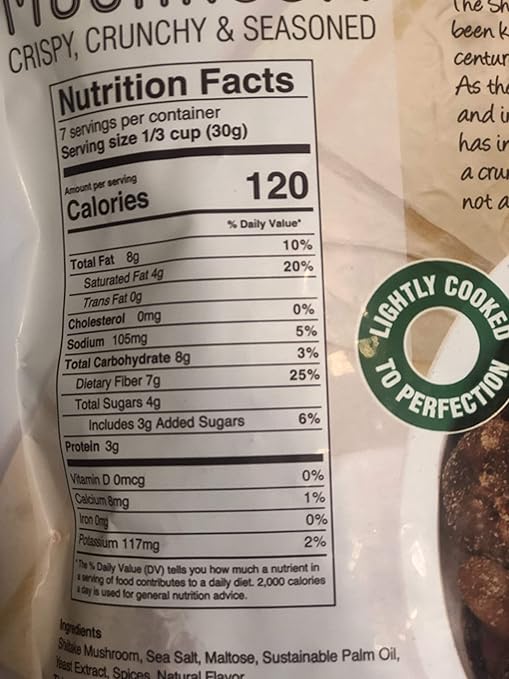 CRISPY, CRUNCHY & SEASONED
Nutrition Facts
7 servings per container
Serving size 1/3 cup (30g)
Amount per serving
Calories 120
% Daily Value*
Total Fat 8g 10%
Saturated Fat 4g 20%
Trans Fat 0g
Cholesterol 0mg 0%
Sodium 105mg 5%
Total Carbohydrate 8g 3%
Dietary Fiber 7g 25%
Total Sugars 4g
Includes 3g Added Sugars 6%
Protein 3g
Vitamin D 0mcg 0%
Calcium 8mg 1%
Iron 0mg 0%
Potassium 117mg 2%
*The % Daily Value (DV) tells you how much a nutrient in
a serving of food contributes to a daily diet. 2,000 calories
a day is used for general nutrition advice.
Ingredients
Shiitake Mushroom, Sea Salt, Maltose, Sustainable Palm Oil,
Yeast Extract, Spices, Natural Flavor
The Sh
been k
centur
As the
and i
has i
a cru
not a
LIGHTLY COOKED
TO PERFECTION